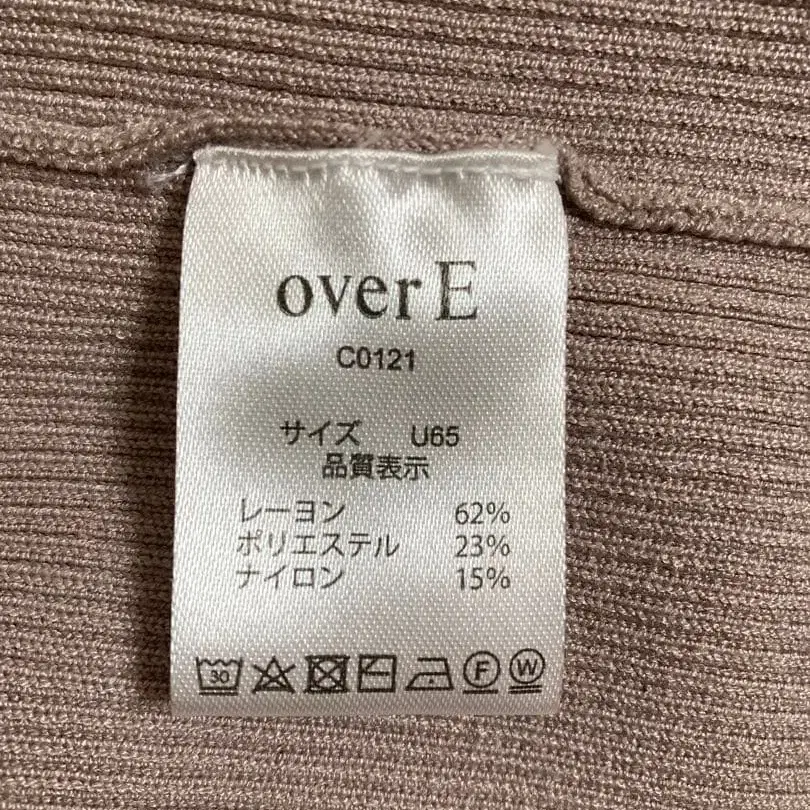 over E
C0121
サイズ U65
品質表示
レーヨン 62%
ポリエステル 23%
ナイロン 15%
30 F W